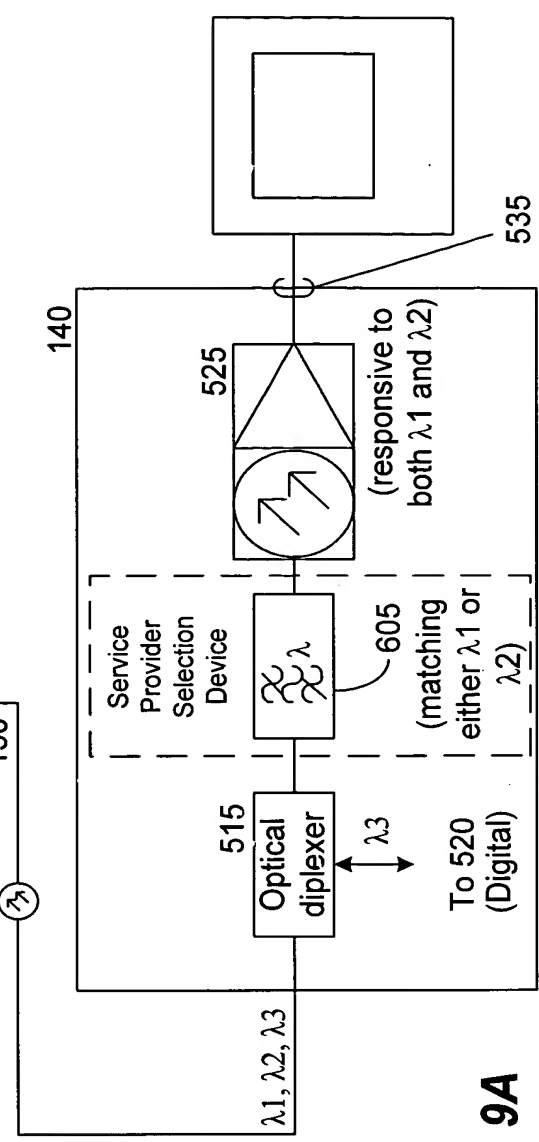 140
525
535
(responsive to
both λ1 and λ2)
Service
Provider
Selection
Device
λ
605
(matching
either λ1 or
λ2)
515
Optical
diplexer
λ3
To 520
(Digital)
λ1, λ2, λ3
9A